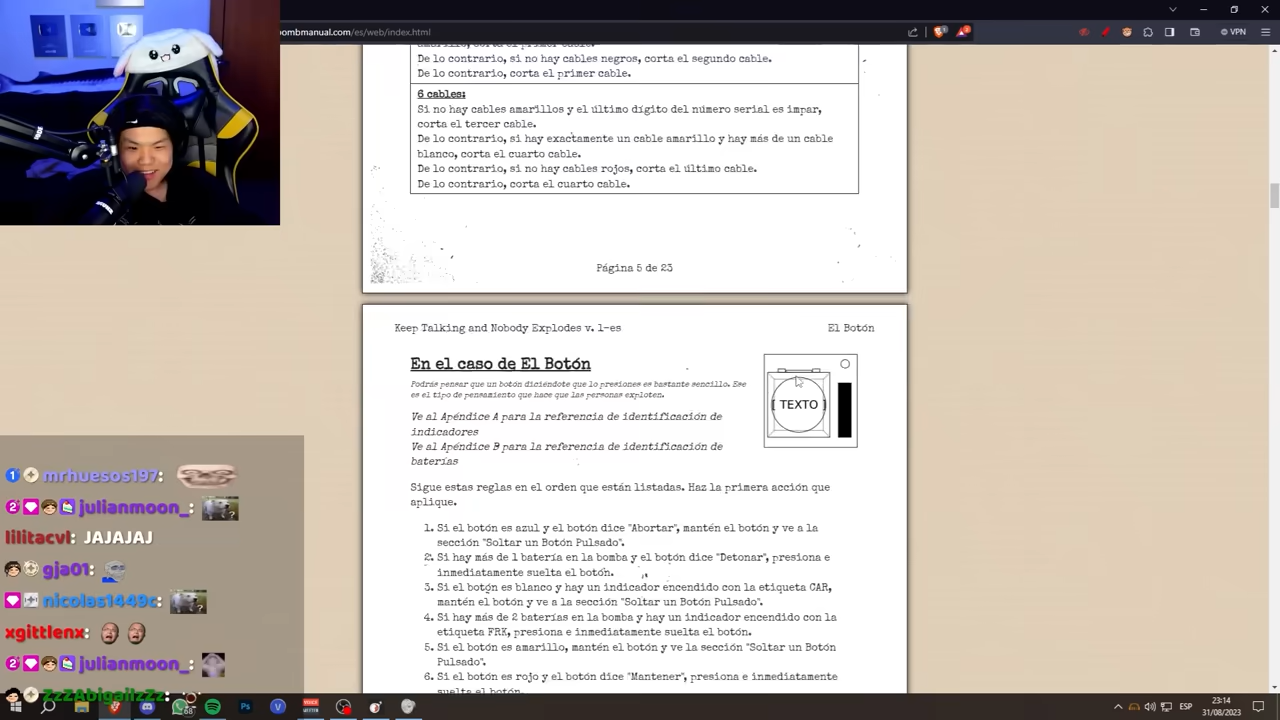 ombmanual.com/es/web/index.html
VPN
amarillo, corta el primer cable.
De lo contrario, si no hay cables negros, corta el segundo cable.
De lo contrario, corta el primer cable.
6 cables:
Si no hay cables amarillos y el último dígito del número serial es impar,
corta el tercer cable.
De lo contrario, si hay exactamente un cable amarillo y hay más de un cable
blanco, corta el cuarto cable.
De lo contrario, si no hay cables rojos, corta el último cable.
De lo contrario, corta el cuarto cable.
Página 5 de 23
Keep Talking and Nobody Explodes v. 1-es
El Botón
En el caso de El Botón
Podrás pensar que un botón diciéndote que lo presiones es bastante sencillo. Ese
es el tipo de pensamiento que hace que las personas exploten.
TEXTO
Ve al Apéndice A para la referencia de identificación de
indicadores
Ve al Apéndice B para la referencia de identificación de
baterías
Sigue estas reglas en el orden que están listadas. Haz la primera acción que
aplique.
1. Si el botón es azul y el botón dice "Abortar", mantén el botón y ve a la
sección "Soltar un Botón Pulsado".
2. Si hay más de 1 batería en la bomba y el botón dice "Detonar", presiona e
inmediatamente suelta el botón.
3. Si el botón es blanco y hay un indicador encendido con la etiqueta CAR,
mantén el botón y ve a la sección "Soltar un Botón Pulsado".
4. Si hay más de 2 baterías en la bomba y hay un indicador encendido con la
etiqueta FRK, presiona e inmediatamente suelta el botón.
5. Si el botón es amarillo, mantén el botón y ve la sección "Soltar un Botón
Pulsado".
6. Si el botón es rojo y el botón dice "Mantener", presiona e inmediatamente
suelta el botón.
mrhuesos197:
julianmoon_:
lilitacvl: JAJAJAJ
gja01:
nicolas1449c:
xgittlenx:
julianmoon_:
ZzZAbigailzZz:
ESP
23:14
31/08/2023